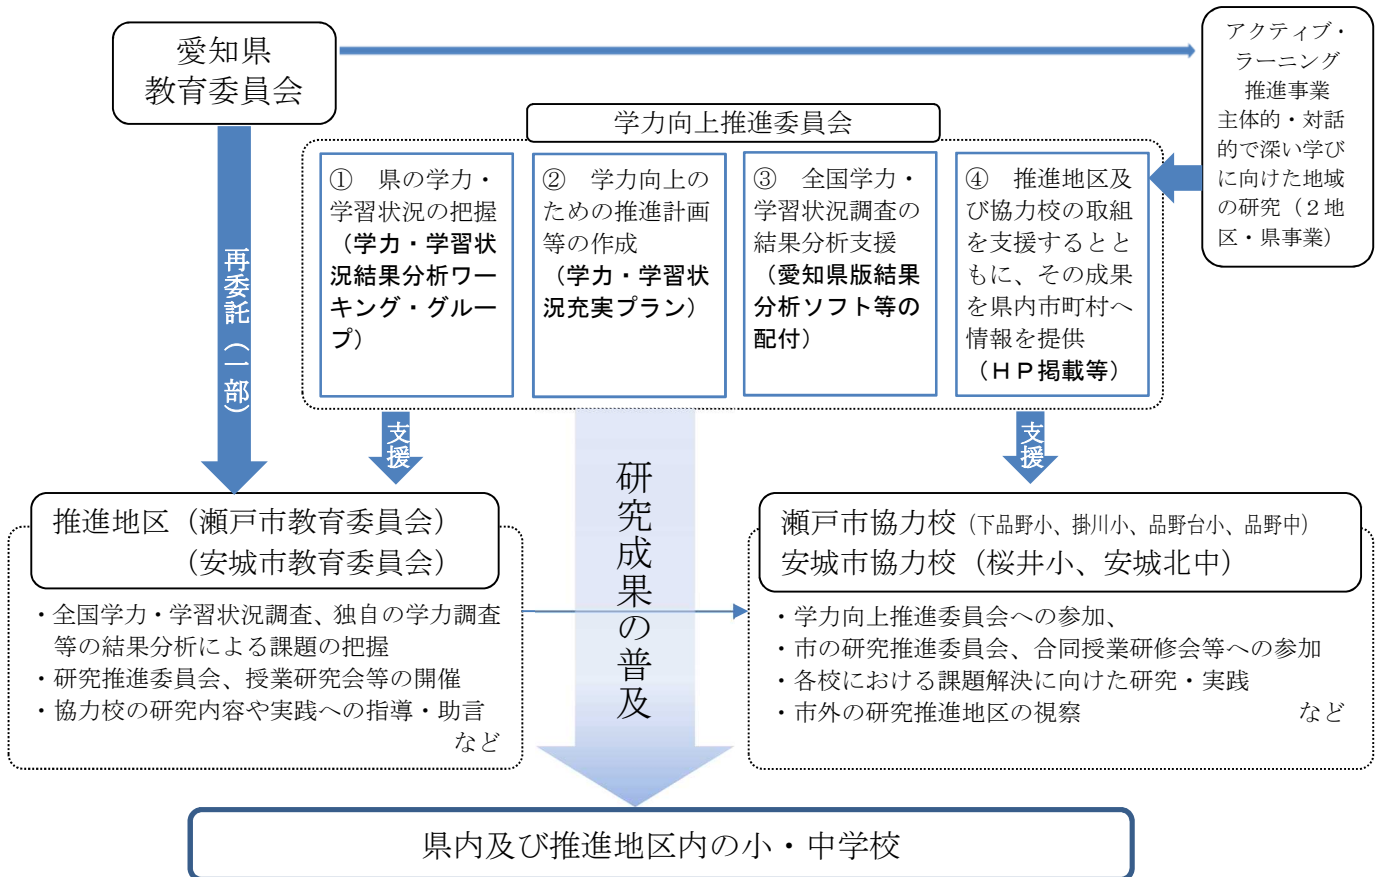 愛知県
教育委員会
アクティブ・
ラーニング
推進事業
主体的・対話
的で深い学び
に向けた地域
の研究（２地
区・県事業）
学力向上推進委員会
① 県の学力・
学習状況の把握
（学力・学習状
況結果分析ワー
キング・グルー
プ）
② 学力向上の
ための推進計画
等の作成
（学力・学習状
況充実プラン）
③ 全国学力・
学習状況調査の
結果分析支援
（愛知県版結果
分析ソフト等の
配付）
④ 推進地区及
び協力校の取組
を支援するとと
もに、その成果
を県内市町村へ
情報を提供
（ＨＰ掲載等）
再委託（一部）
支援
支援
研究成果の普及
推進地区（瀬戸市教育委員会）
（安城市教育委員会）
・全国学力・学習状況調査、独自の学力調査
等の結果分析による課題の把握
・研究推進委員会、授業研究会等の開催
・協力校の研究内容や実践への指導・助言
など
瀬戸市協力校（下品野小、掛川小、品野台小、品野中）
安城市協力校（桜井小、安城北中）
・学力向上推進委員会への参加、
・市の研究推進委員会、合同授業研修会等への参加
・各校における課題解決に向けた研究・実践
・市外の研究推進地区の視察 など
県内及び推進地区内の小・中学校